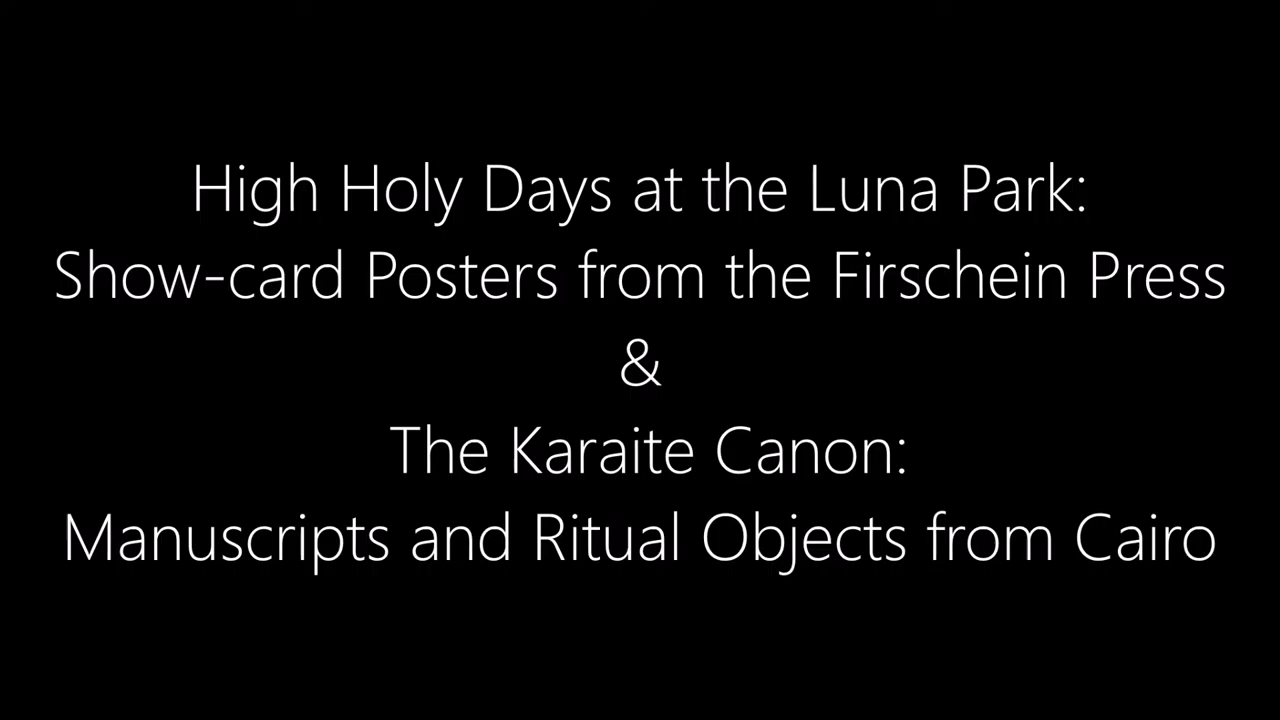 High Holy Days at the Luna Park:
Show-card Posters from the Firschein Press
&
The Karaite Canon:
Manuscripts and Ritual Objects from Cairo